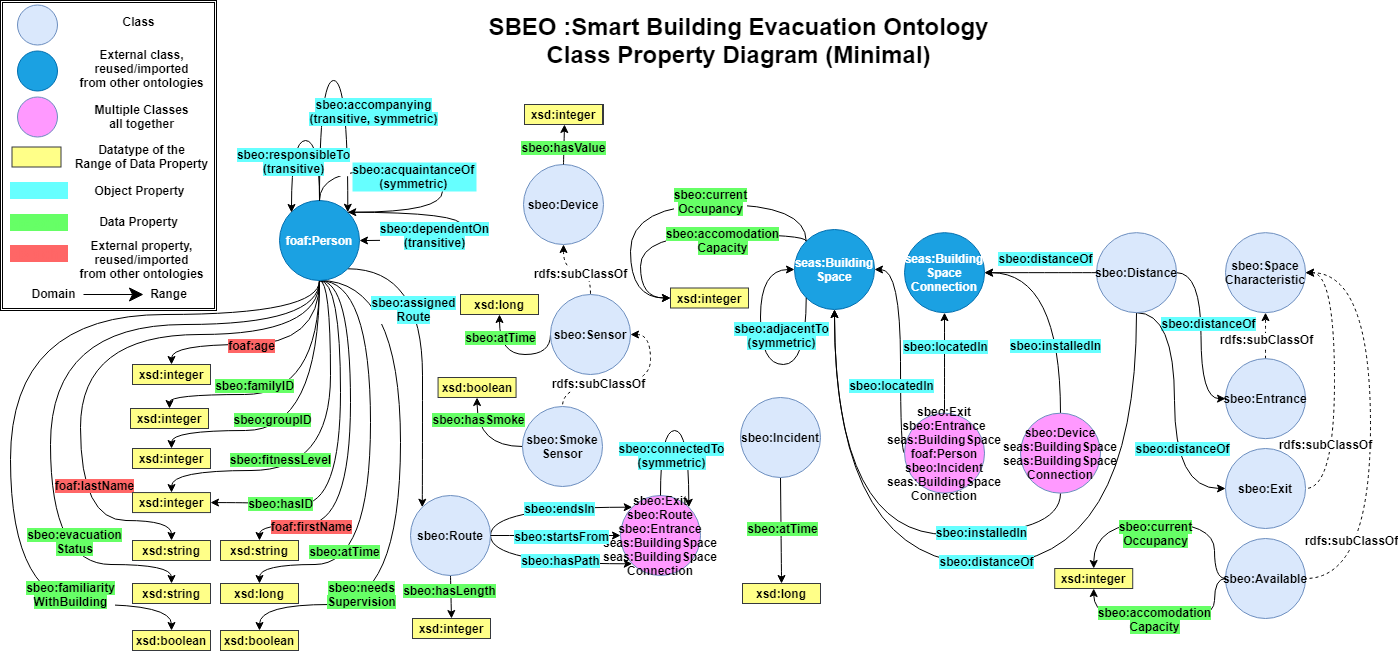 SBEO :Smart Building Evacuation Ontology
Class Property Diagram (Minimal)
Class
External class,
reused/imported
from other ontologies
Multiple Classes
all together
Datatype of the
Range of Data Property
Object Property
Data Property
External property,
reused/imported
from other ontologies
Domain
Range
sbeo:accompanying
(transitive, symmetric)
sbeo:responsibleTo
(transitive)
sbeo:acquaintanceOf
(symmetric)
sbeo:dependentOn
(transitive)
foaf:Person
sbeo:assigned
Route
foaf:age
xsd:integer
sbeo:familyID
xsd:integer
sbeo:groupID
xsd:integer
sbeo:fitnessLevel
foaf:lastName
xsd:integer
sbeo:hasID
foaf:firstName
sbeo:evacuation
Status
xsd:string
xsd:string
sbeo:atTime
sbeo:familiarity
WithBuilding
xsd:string
xsd:long
sbeo:needs
Supervision
xsd:boolean
xsd:boolean
xsd:integer
sbeo:hasValue
sbeo:Device
rdfs:subClassOf
xsd:long
sbeo:atTime
sbeo:Sensor
rdfs:subClassOf
xsd:boolean
sbeo:hasSmoke
sbeo:Smoke
Sensor
sbeo:connectedTo
(symmetric)
sbeo:Route
sbeo:endsIn
sbeo:startsFrom
sbeo:hasPath
sbeo:Exit
sbeo:Route
sbeo:Entrance
seas:BuildingSpace
seas:BuildingSpace
Connection
sbeo:hasLength
xsd:integer
sbeo:current
Occupancy
sbeo:accomodation
Capacity
xsd:integer
seas:Building
Space
sbeo:adjacentTo
(symmetric)
sbeo:Incident
sbeo:atTime
xsd:long
seas:Building
Space
Connection
sbeo:distanceOf
sbeo:Distance
sbeo:locatedIn
sbeo:installedIn
sbeo:locatedIn
sbeo:Exit
sbeo:Entrance
seas:BuildingSpace
foaf:Person
sbeo:Incident
seas:BuildingSpace
Connection
sbeo:Device
seas:BuildingSpace
seas:BuildingSpace
Connection
sbeo:installedIn
sbeo:distanceOf
sbeo:Space
Characteristic
sbeo:distanceOf
rdfs:subClassOf
sbeo:Entrance
sbeo:distanceOf
rdfs:subClassOf
sbeo:Exit
sbeo:current
Occupancy
rdfs:subClassOf
xsd:integer
sbeo:Available
sbeo:accomodation
Capacity